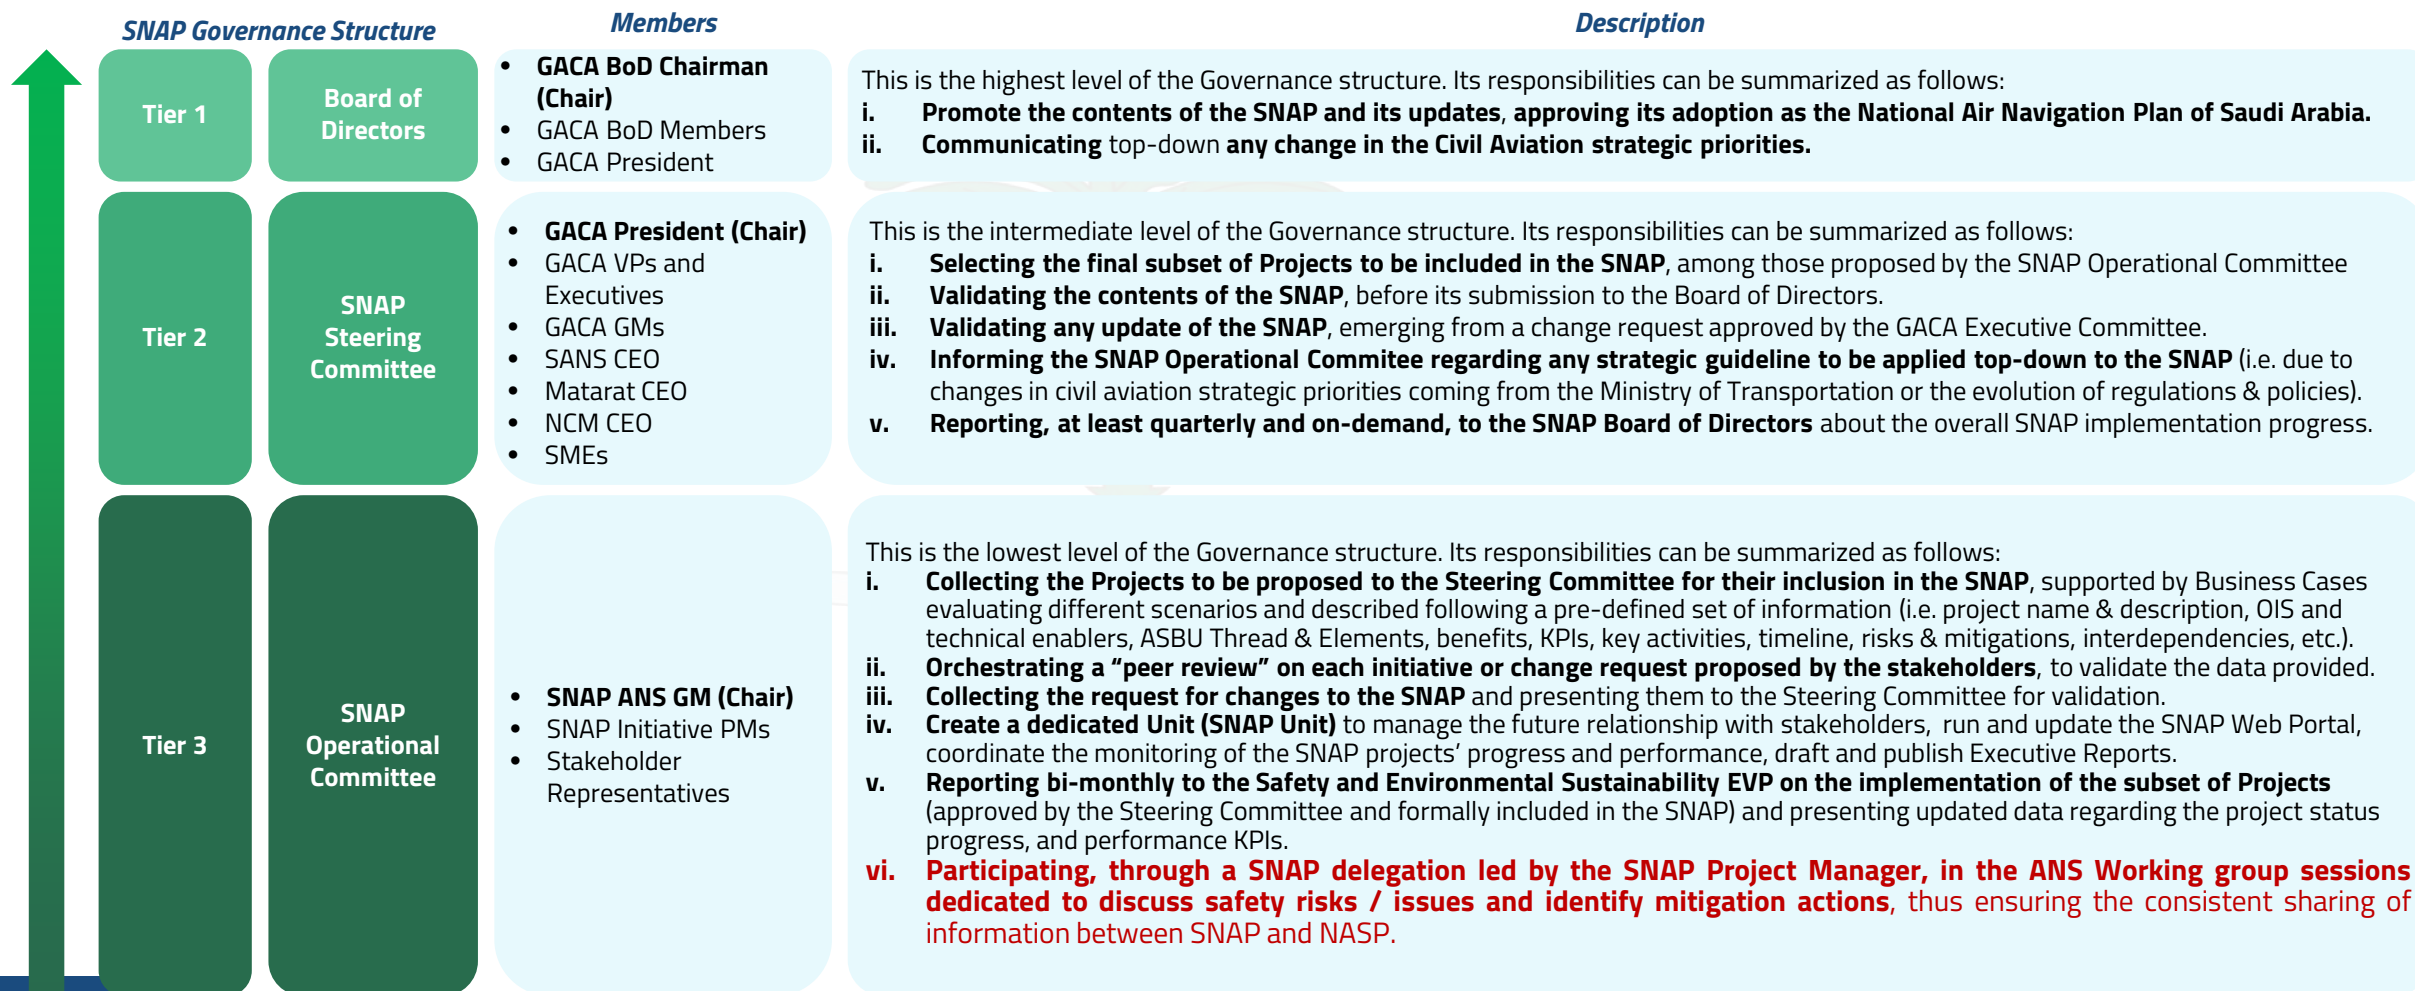 SNAP Governance Structure
Members
Description
Tier 1
Board of
Directors
• GACA BoD Chairman
(Chair)
• GACA BoD Members
• GACA President
This is the highest level of the Governance structure. Its responsibilities can be summarized as follows:
i. Promote the contents of the SNAP and its updates, approving its adoption as the National Air Navigation Plan of Saudi Arabia.
ii. Communicating top-down any change in the Civil Aviation strategic priorities.
Tier 2
SNAP
Steering
Committee
• GACA President (Chair)
• GACA VPs and
Executives
• GACA GMs
• SANS CEO
• Matarat CEO
• NCM CEO
• SMEs
This is the intermediate level of the Governance structure. Its responsibilities can be summarized as follows:
i. Selecting the final subset of Projects to be included in the SNAP, among those proposed by the SNAP Operational Committee
ii. Validating the contents of the SNAP, before its submission to the Board of Directors.
iii. Validating any update of the SNAP, emerging from a change request approved by the GACA Executive Committee.
iv. Informing the SNAP Operational Commitee regarding any strategic guideline to be applied top-down to the SNAP (i.e. due to
changes in civil aviation strategic priorities coming from the Ministry of Transportation or the evolution of regulations & policies).
v. Reporting, at least quarterly and on-demand, to the SNAP Board of Directors about the overall SNAP implementation progress.
Tier 3
SNAP
Operational
Committee
• SNAP ANS GM (Chair)
• SNAP Initiative PMs
• Stakeholder
Representatives
This is the lowest level of the Governance structure. Its responsibilities can be summarized as follows:
i. Collecting the Projects to be proposed to the Steering Committee for their inclusion in the SNAP, supported by Business Cases
evaluating different scenarios and described following a pre-defined set of information (i.e. project name & description, OIS and
technical enablers, ASBU Thread & Elements, benefits, KPIs, key activities, timeline, risks & mitigations, interdependencies, etc.).
ii. Orchestrating a “peer review” on each initiative or change request proposed by the stakeholders, to validate the data provided.
iii. Collecting the request for changes to the SNAP and presenting them to the Steering Committee for validation.
iv. Create a dedicated Unit (SNAP Unit) to manage the future relationship with stakeholders, run and update the SNAP Web Portal,
coordinate the monitoring of the SNAP projects’ progress and performance, draft and publish Executive Reports.
v. Reporting bi-monthly to the Safety and Environmental Sustainability EVP on the implementation of the subset of Projects
(approved by the Steering Committee and formally included in the SNAP) and presenting updated data regarding the project status
progress, and performance KPIs.
vi. Participating, through a SNAP delegation led by the SNAP Project Manager, in the ANS Working group sessions
dedicated to discuss safety risks / issues and identify mitigation actions, thus ensuring the consistent sharing of
information between SNAP and NASP.